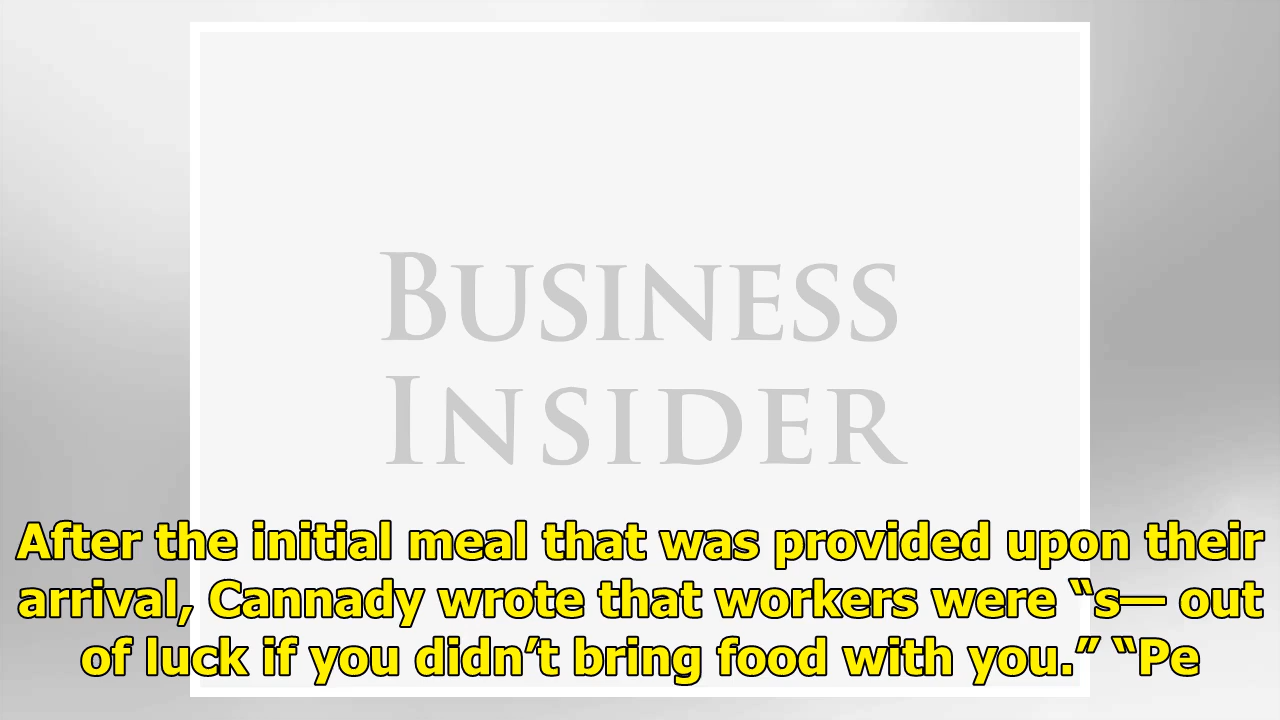 BUSINESS
INSIDER
After the initial meal that was provided upon their
arrival, Cannady wrote that workers were “s— out
of luck if you didn’t bring food with you.” “Pe